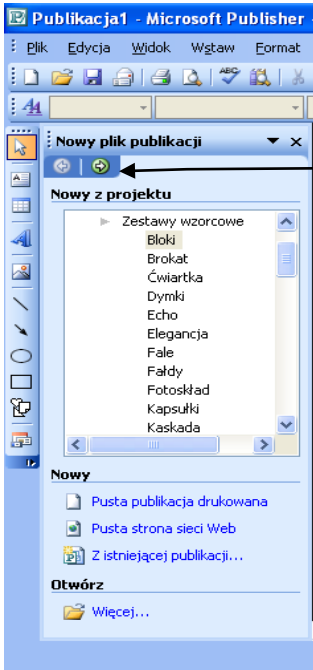 Publikacja1 - Microsoft Publisher
Plik Edycja Widok Wstaw Format
ABC
Nowy plik publikacji
Nowy z projektu
Zestawy wzorcowe
Bloki
Brokat
Ćwiartka
Dymki
Echo
Elegancja
Fale
Fałdy
Fotoskład
Kapsułki
Kaskada
Nowy
Pusta publikacja drukowana
Pusta strona sieci Web
Z istniejącej publikacji...
Otwórz
Więcej...